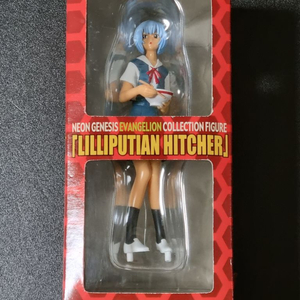 NEON GENESIS EVANGELION COLLECTION FIGURE
「LILLIPUTIAN HITCHER」